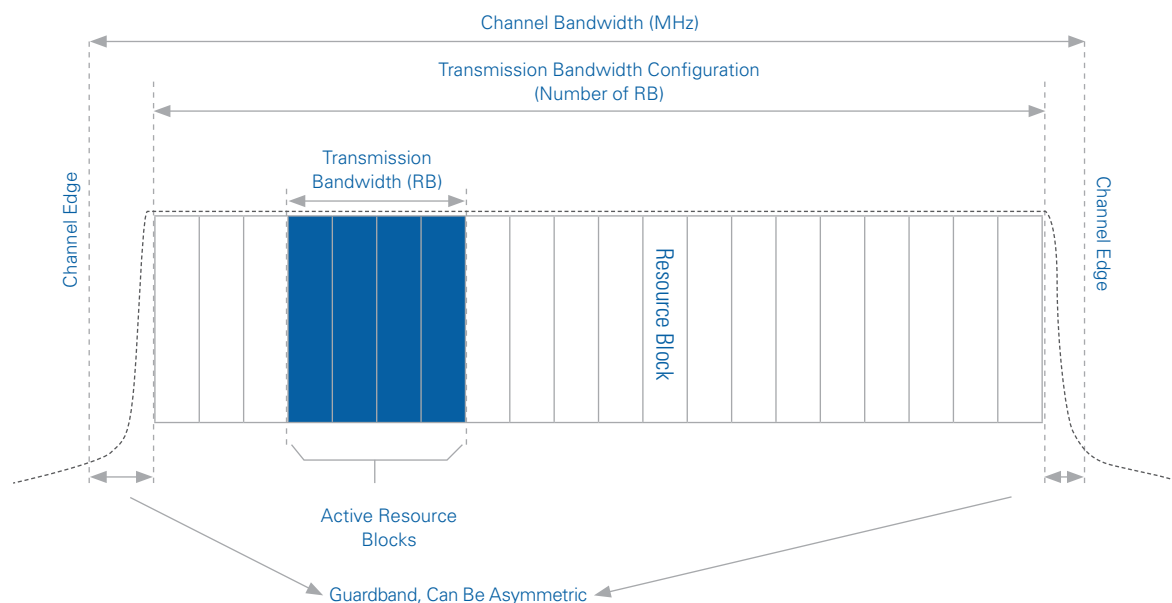 Channel Bandwidth (MHz)
Transmission Bandwidth Configuration
(Number of RB)
Transmission
Bandwidth (RB)
Channel Edge
Channel Edge
Resource Block
Active Resource
Blocks
Guardband, Can Be Asymmetric